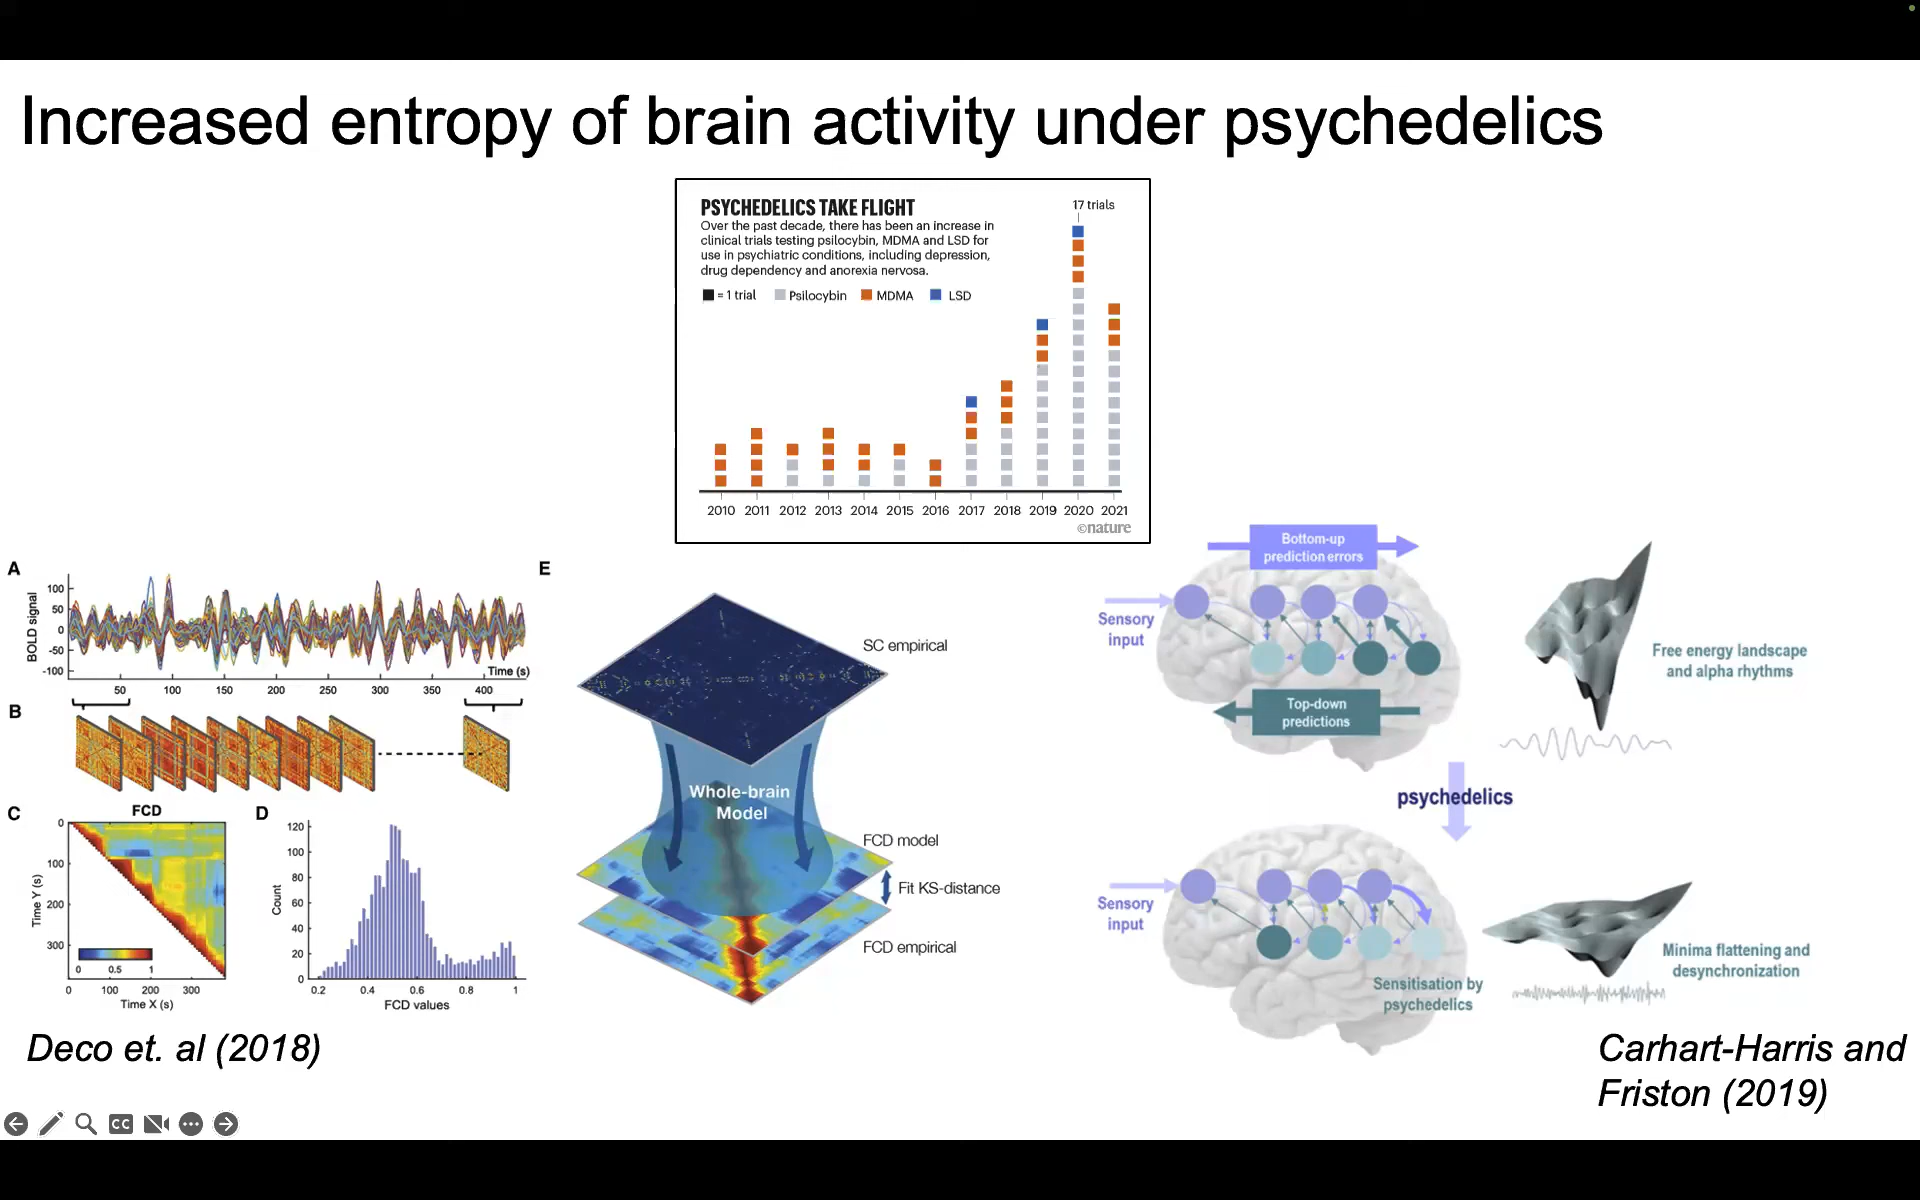 Increased entropy of brain activity under psychedelics
PSYCHEDELICS TAKE FLIGHT
Over the past decade, there has been an increase in
clinical trials testing psilocybin, MDMA and LSD for
use in psychiatric conditions, including depression,
drug dependency and anorexia nervosa.
= 1 trial Psilocybin MDMA LSD
17 trials
2010 2011 2012 2013 2014 2015 2016 2017 2018 2019 2020 2021
©nature
A
BOLD signal
100
50
0
-50
-100
Time (s)
50 100 150 200 250 300 350 400
B
C
FCD
Time Y (s)
0
100
200
300
0 0.5 1
0 100 200 300
Time X (s)
D
Count
120
100
80
60
40
20
0
0.2 0.4 0.6 0.8 1
FCD values
E
SC empirical
Whole-brain
Model
FCD model
Fit KS-distance
FCD empirical
Deco et. al (2018)
Bottom-up
prediction errors
Sensory
input
Top-down
predictions
Free energy landscape
and alpha rhythms
psychedelics
Sensory
input
Sensitisation by
psychedelics
Minima flattening and
desynchronization
Carhart-Harris and
Friston (2019)
CC